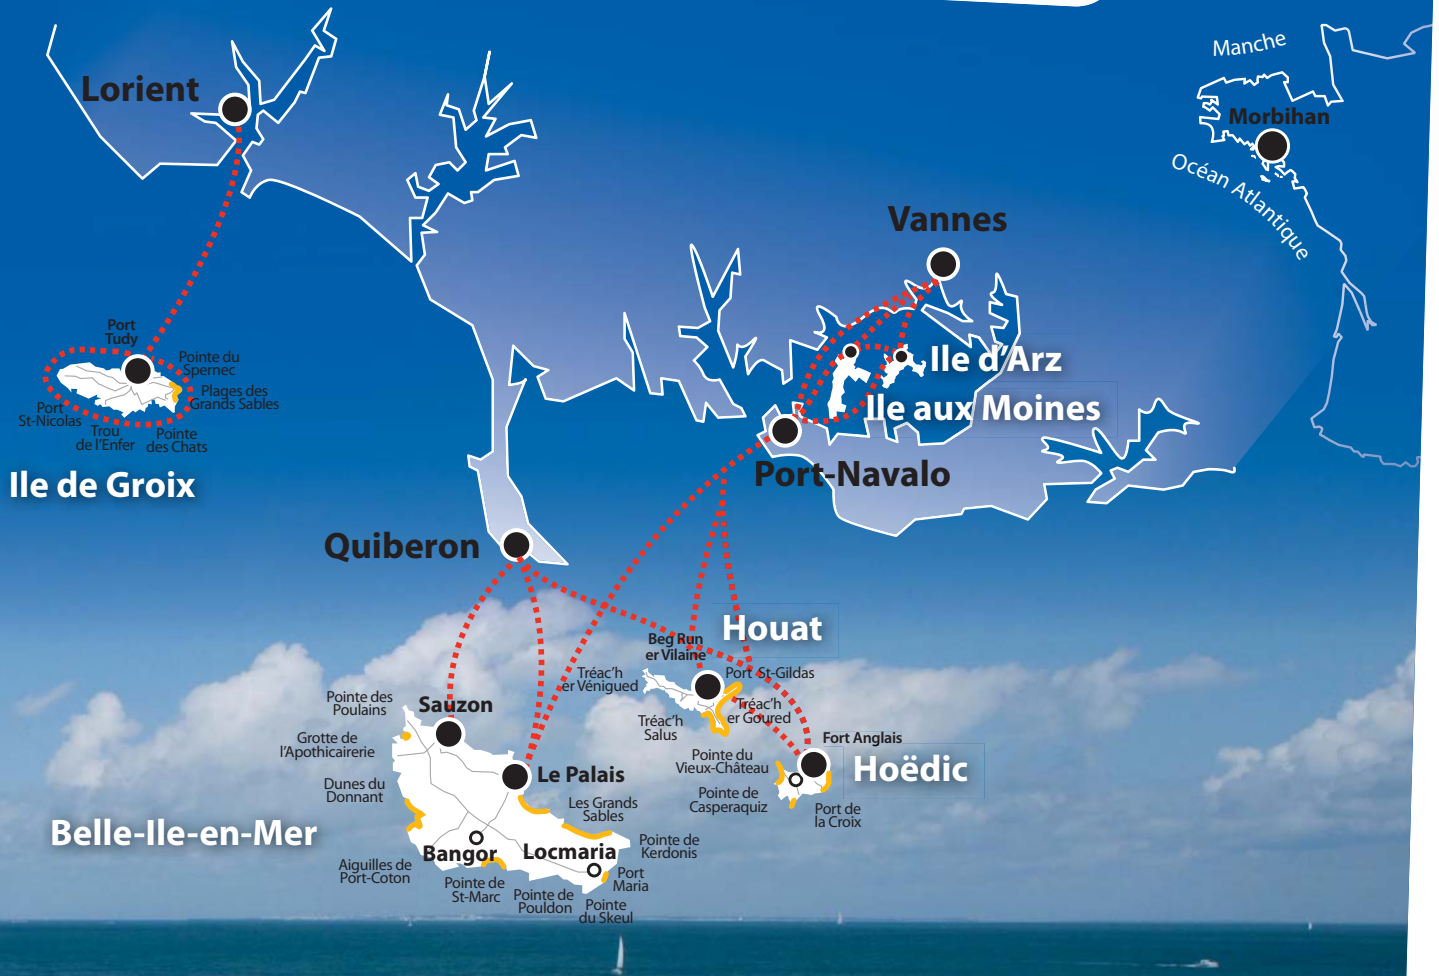 Manche
Morbihan
Océan Atlantique
Lorient
Vannes
Port
Tudy
Pointe du
Spernec
Plages des
Grands Sables
Port
St-Nicolas
Trou
de l'Enfer
Pointe
des Chats
Ile de Groix
Ile d'Arz
Ile aux Moines
Port-Navalo
Quiberon
Houat
Beg Run
er Vilaine
Tréac'h
er Vénigued
Port St-Gildas
Tréac'h
er Goured
Tréac'h
Salus
Pointe des
Poulains
Sauzon
Grotte de
l'Apothicairerie
Dunes du
Donnant
Le Palais
Les Grands
Sables
Belle-Ile-en-Mer
Bangor
Locmaria
Pointe de
Kerdonis
Aiguilles de
Port-Coton
Pointe de
St-Marc
Pointe de
Pouldon
Port
Maria
Pointe
du Skeul
Pointe du
Vieux-Château
Fort Anglais
Hoëdic
Pointe de
Casperaquiz
Port de
la Croix